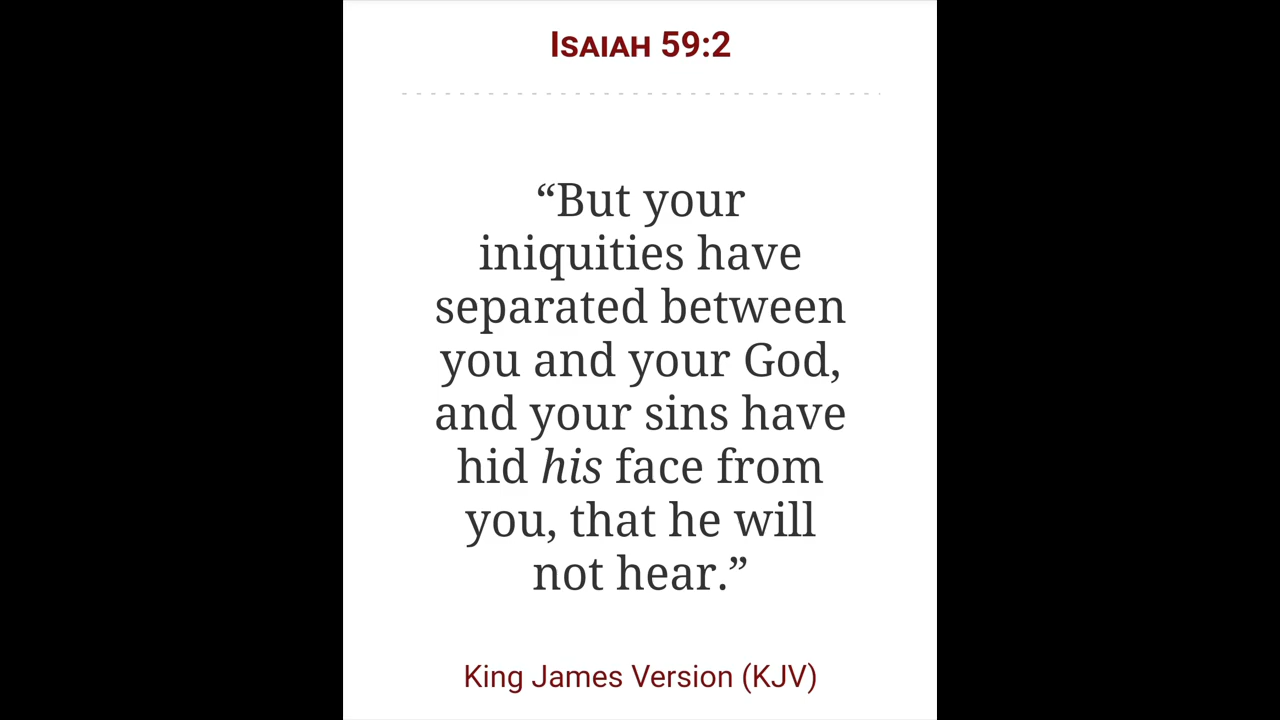 Isaiah 59:2
“But your
iniquities have
separated between
you and your God,
and your sins have
hid his face from
you, that he will
not hear.”
King James Version (KJV)